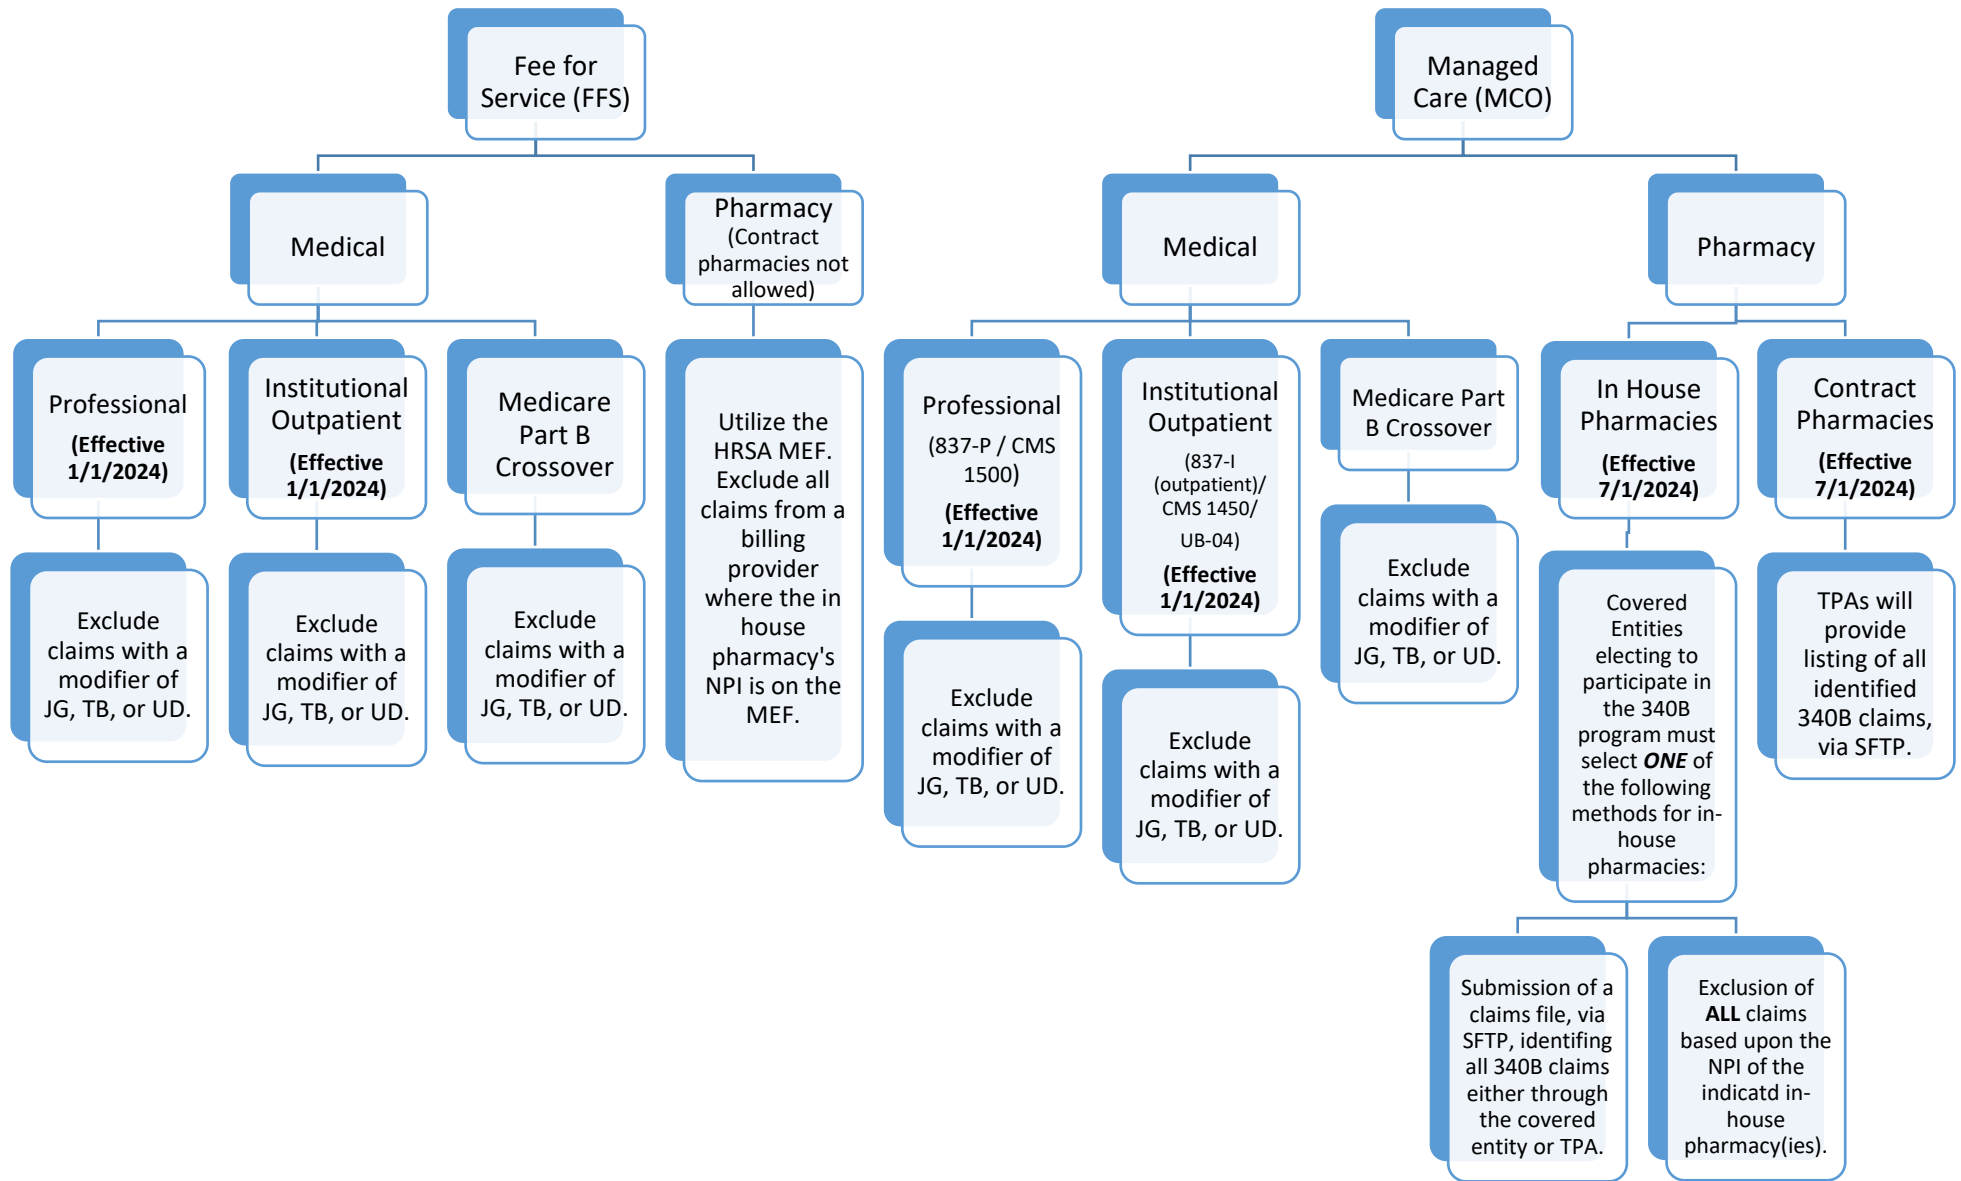 Fee for
Service (FFS)
Managed
Care (MCO)
Medical
Pharmacy
(Contract
pharmacies not
allowed)
Medical
Pharmacy
Professional
(Effective
1/1/2024)
Institutional
Outpatient
(Effective
1/1/2024)
Medicare
Part B
Crossover
Utilize the
HRSA MEF.
Exclude all
claims from a
billing
provider
where the in
house
pharmacy's
NPI is on the
MEF.
Professional
(837-P / CMS
1500)
(Effective
1/1/2024)
Institutional
Outpatient
(837-I
(outpatient)/
CMS 1450/
UB-04)
(Effective
1/1/2024)
Medicare Part
B Crossover
In House
Pharmacies
(Effective
7/1/2024)
Contract
Pharmacies
(Effective
7/1/2024)
Exclude
claims with a
modifier of
JG, TB, or UD.
Exclude
claims with a
modifier of
JG, TB, or UD.
Exclude
claims with a
modifier of
JG, TB, or UD.
Exclude
claims with a
modifier of
JG, TB, or UD.
Exclude
claims with a
modifier of
JG, TB, or UD.
Exclude
claims with a
modifier of
JG, TB, or UD.
Covered
Entities
electing to
participate in
the 340B
program must
select ONE of
the following
methods for in-
house
pharmacies:
TPAs will
provide
listing of all
identified
340B claims,
via SFTP.
Submission of a
claims file, via
SFTP, identifing
all 340B claims
either through
the covered
entity or TPA.
Exclusion of
ALL claims
based upon the
NPI of the
indicatd in-
house
pharmacy(ies).